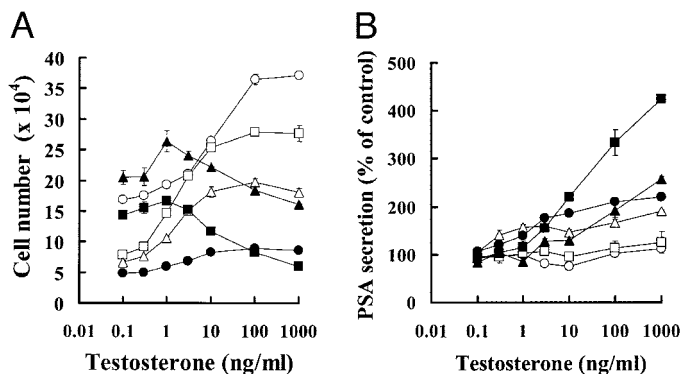 A
Cell number (x 10⁴)
40
35
30
25
20
15
10
5
0
0.01 0.1 1 10 100 1000
Testosterone (ng/ml)
B
PSA secretion (% of control)
500
400
300
200
100
0
0.01 0.1 1 10 100 1000
Testosterone (ng/ml)